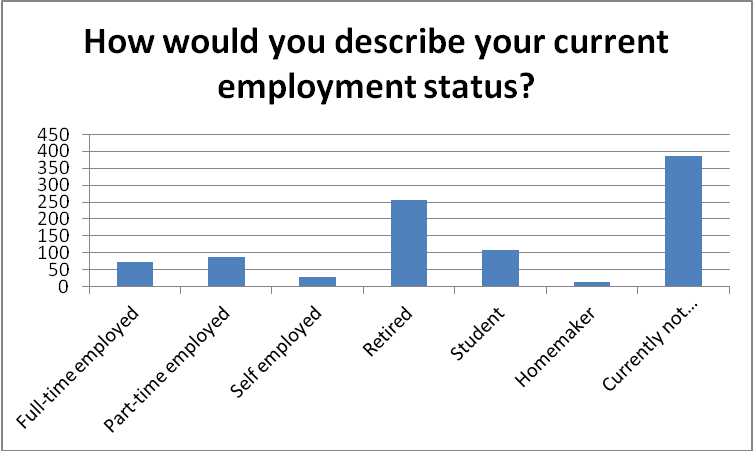 How would you describe your current
employment status?
450
400
350
300
250
200
150
100
50
0
Full-time employed
Part-time employed
Self employed
Retired
Student
Homemaker
Currently not...